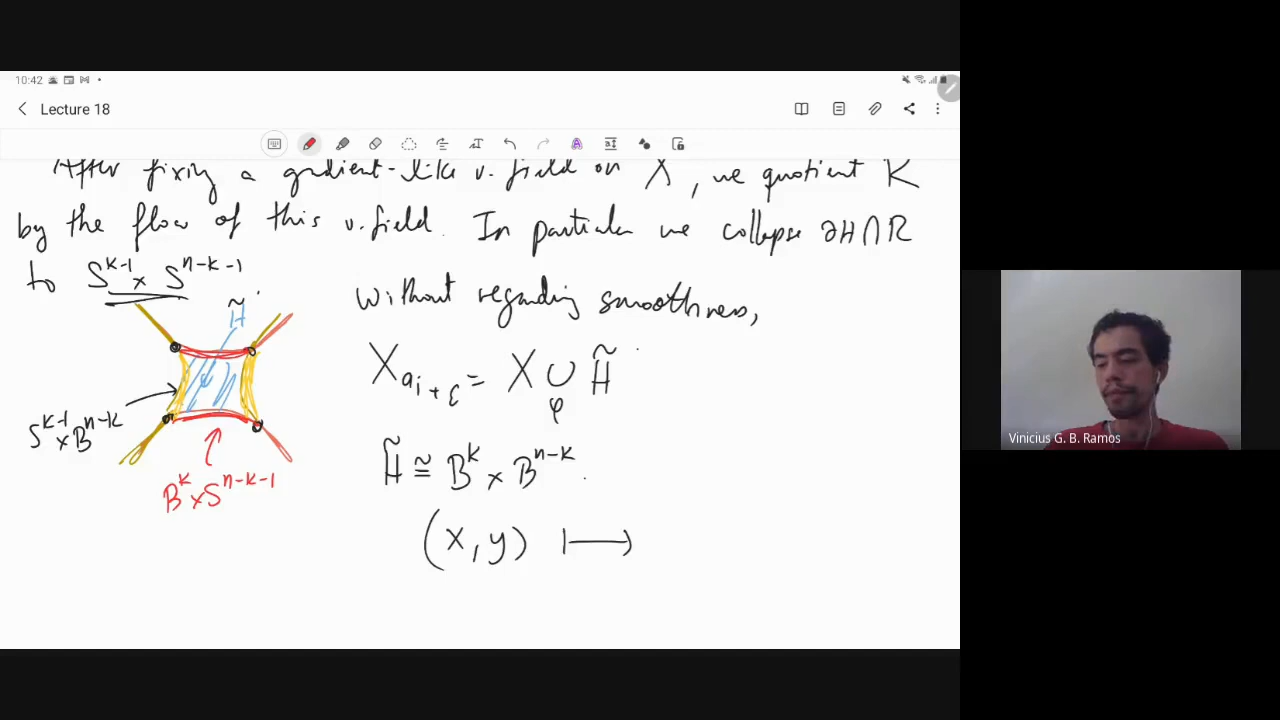 10:42
Lecture 18
After fixing a gradient-like v. field on X, we quotient K
by the flow of this v. field. In particular we collapse ∂H∩R
to S^{k-1} × S^{n-k-1}
Without regarding smoothness,
H̃
X_{a_i+ε} = X ∪_φ H̃
S^{k-1} × B^{n-k}
H̃ ≅ B^k × B^{n-k}.
B^k × S^{n-k-1}
(x, y) ⟼
Vinicius G. B. Ramos